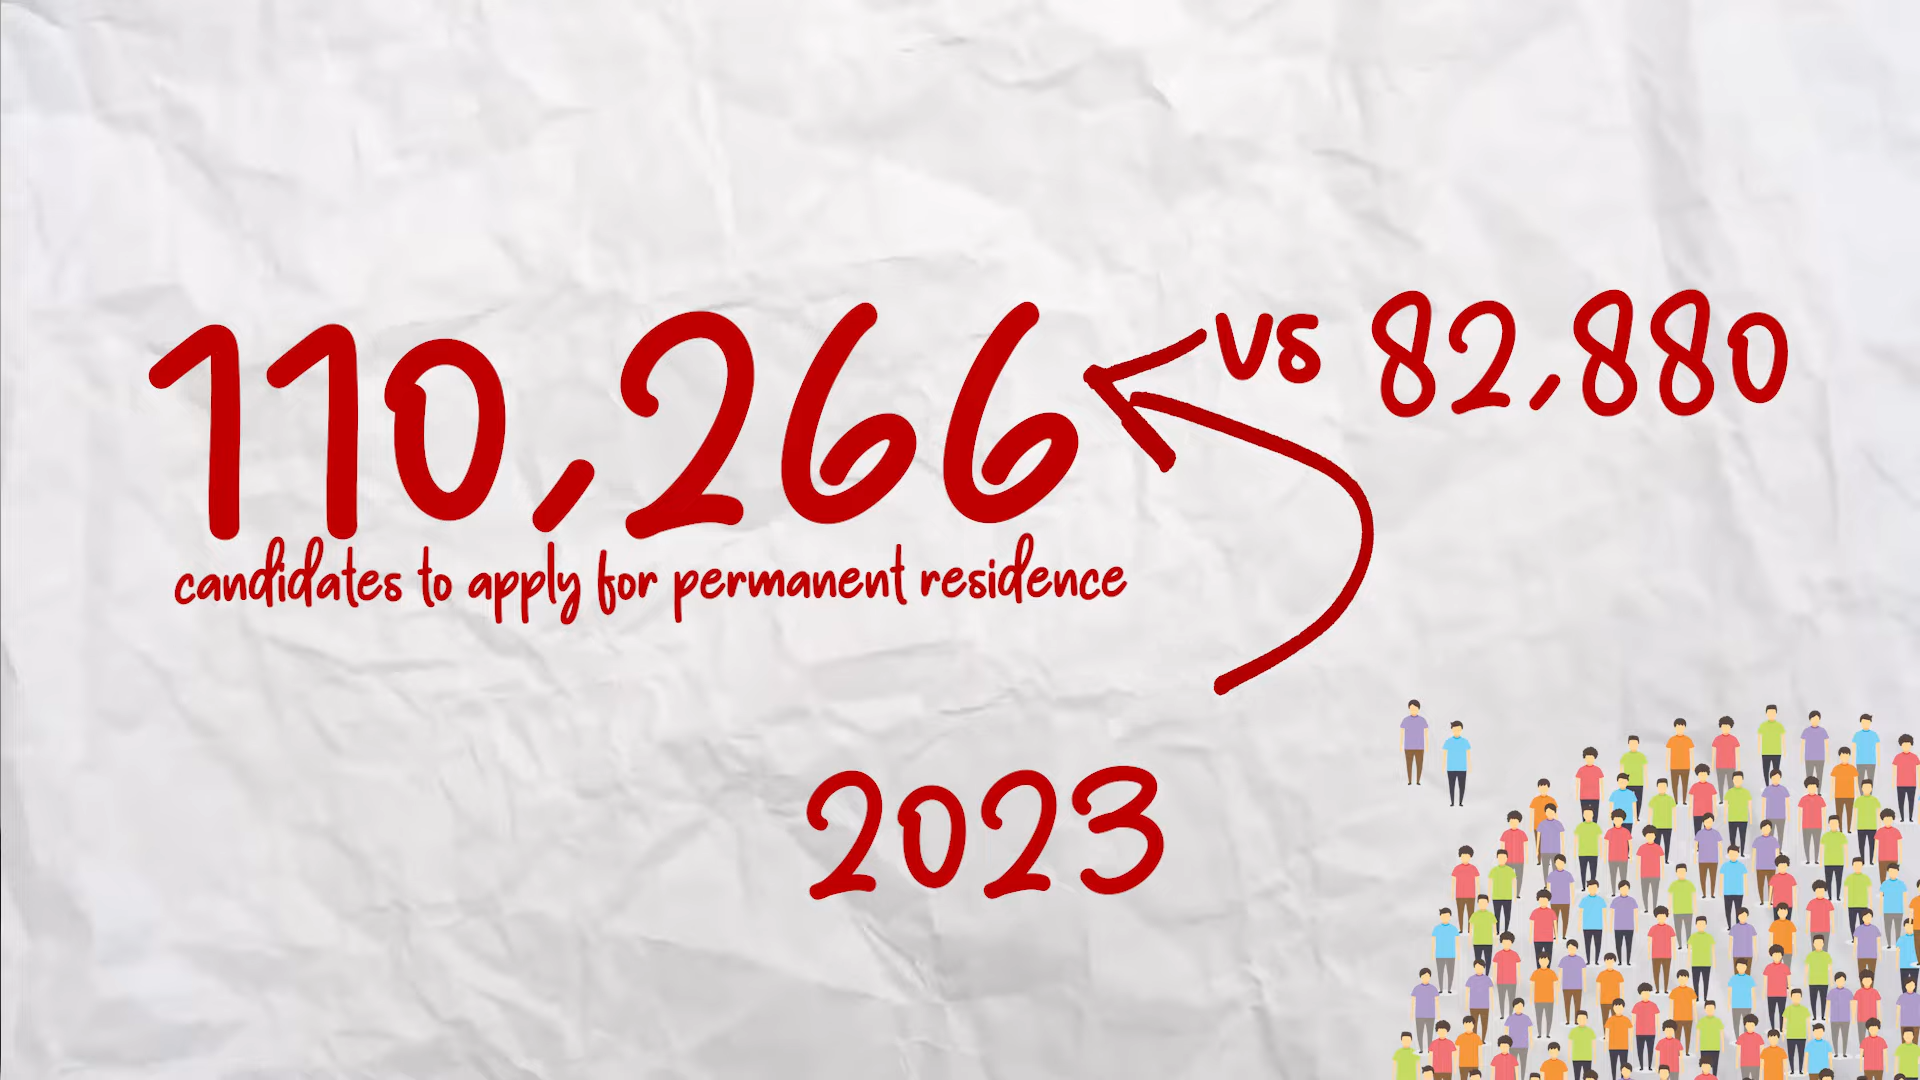 110,266
vs 82,880
candidates to apply for permanent residence
2023